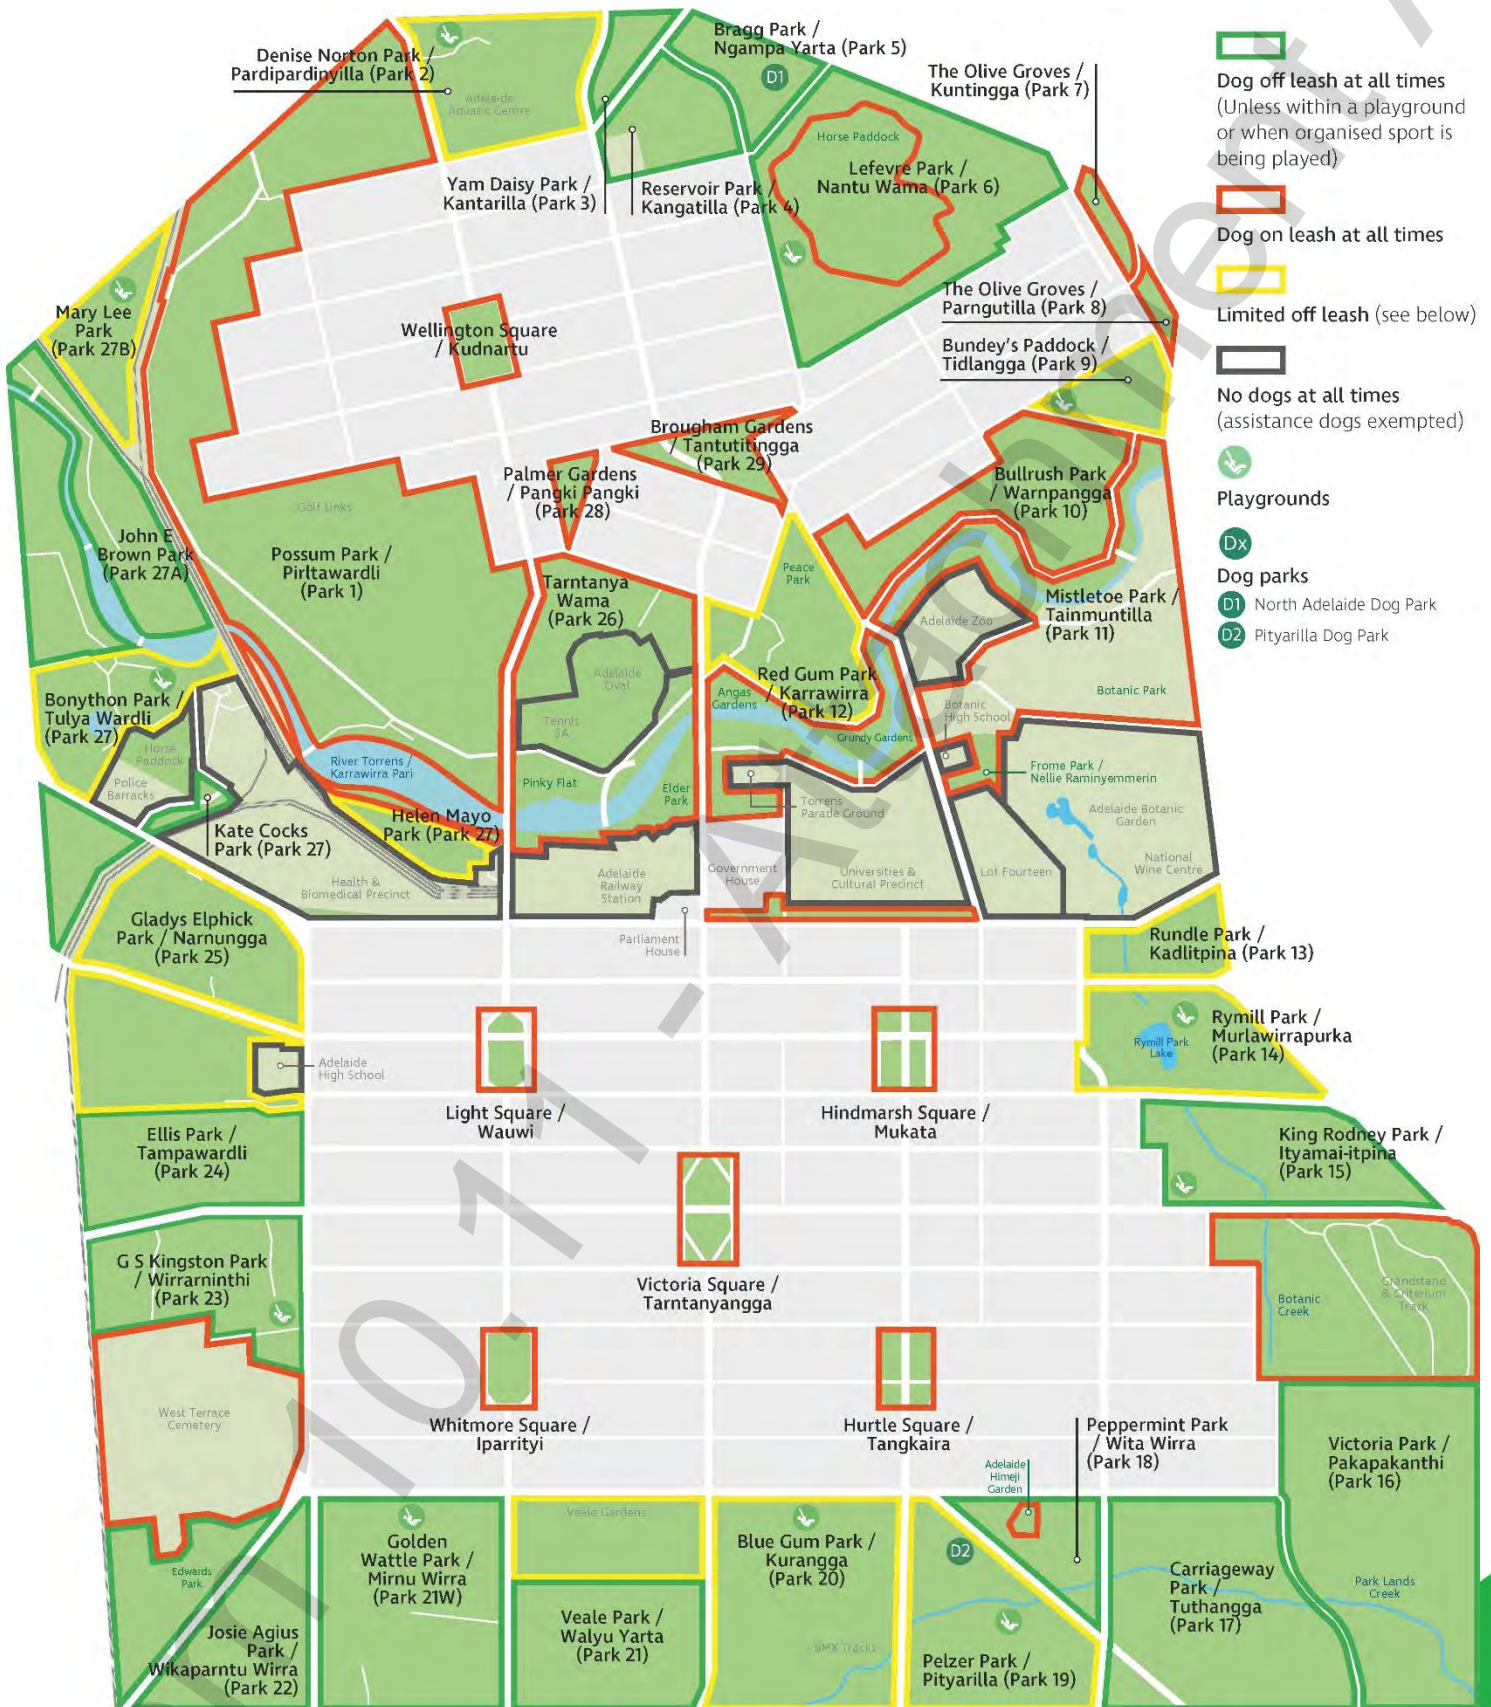 Denise Norton Park /
Pardipardinyilla (Park 2)
Adelaide
Aquatic Centre
Bragg Park /
Ngampa Yarta (Park 5)
D1
The Olive Groves /
Kuntingga (Park 7)
Horse Paddock
Lefevre Park /
Nantu Wama (Park 6)
Yam Daisy Park /
Kantarilla (Park 3)
Reservoir Park /
Kangatilla (Park 4)
Dog off leash at all times
(Unless within a playground
or when organised sport is
being played)
Dog on leash at all times
Limited off leash (see below)
No dogs at all times
(assistance dogs exempted)
Playgrounds
Dx
Dog parks
D1 North Adelaide Dog Park
D2 Pityarilla Dog Park
The Olive Groves /
Parngutilla (Park 8)
Bundey's Paddock /
Tidlangga (Park 9)
Mary Lee
Park
(Park 27B)
Wellington Square
/ Kudnartu
Brougham Gardens
/ Tantutitingga
(Park 29)
Palmer Gardens
/ Pangki Pangki
(Park 28)
Bullrush Park
/ Warnpangga
(Park 10)
Golf Links
John E
Brown Park
(Park 27A)
Possum Park /
Pirltawardli
(Park 1)
Tarntanya
Wama
(Park 26)
Peace
Park
Adelaide Zoo
Mistletoe Park /
Tainmuntilla
(Park 11)
Adelaide
Oval
Tennis
SA
Red Gum Park
/ Karrawirra
(Park 12)
Angas
Gardens
Grundy Gardens
Botanic Park
Botanic
High School
Bonython Park /
Tulya Wardli
(Park 27)
Horse
Paddock
Police
Barracks
River Torrens /
Karrawirra Pari
Pinky Flat
Elder
Park
Frome Park /
Nellie Raminyemmerin
Torrens
Parade Ground
Adelaide Botanic
Garden
Kate Cocks
Park (Park 27)
Helen Mayo
Park (Park 27)
Health &
Biomedical Precinct
Adelaide
Railway
Station
Government
House
Universities &
Cultural Precinct
Lot Fourteen
National
Wine Centre
Parliament
House
Gladys Elphick
Park / Narnungga
(Park 25)
Rundle Park /
Kadlitpina (Park 13)
Rymill Park /
Murlawirrapurka
(Park 14)
Rymill Park
Lake
Adelaide
High School
Light Square /
Wauwi
Hindmarsh Square /
Mukata
Ellis Park /
Tampawardli
(Park 24)
King Rodney Park /
Ityamai-itpina
(Park 15)
G S Kingston Park
/ Wirrarninthi
(Park 23)
Victoria Square /
Tarntanyangga
Botanic
Creek
Grandstand
& Criterium
Track
West Terrace
Cemetery
Whitmore Square /
Iparrityi
Hurtle Square /
Tangkaira
Adelaide
Himeji
Garden
Peppermint Park
/ Wita Wirra
(Park 18)
Victoria Park /
Pakapakanthi
(Park 16)
Veale Gardens
Golden
Wattle Park /
Mirnu Wirra
(Park 21W)
Blue Gum Park /
Kurangga
(Park 20)
D2
Edwards
Park
Carriageway
Park /
Tuthangga
(Park 17)
Park Lands
Creek
Josie Agius
Park /
Wikaparntu Wirra
(Park 22)
Veale Park /
Walyu Yarta
(Park 21)
BMX Tracks
Pelzer Park /
Pityarilla (Park 19)
10.1 - Attachment A